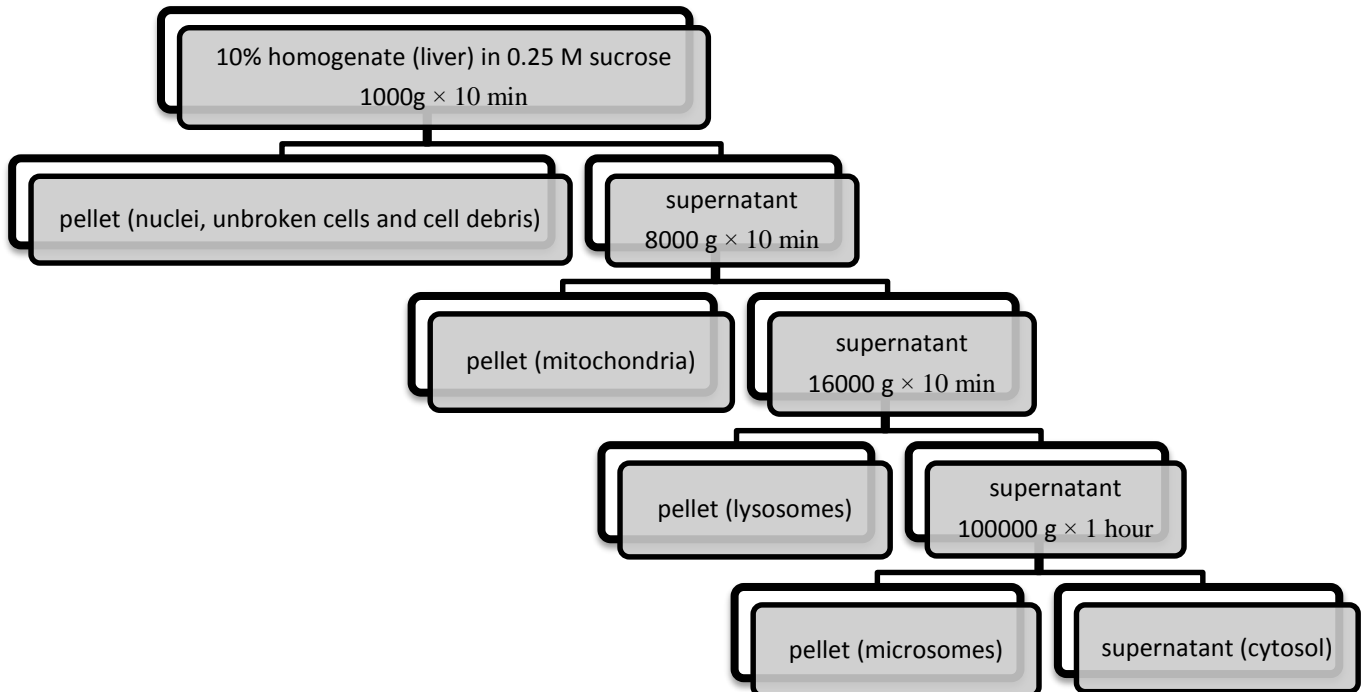 10% homogenate (liver) in 0.25 M sucrose
1000g × 10 min
pellet (nuclei, unbroken cells and cell debris)
supernatant
8000 g × 10 min
pellet (mitochondria)
supernatant
16000 g × 10 min
pellet (lysosomes)
supernatant
100000 g × 1 hour
pellet (microsomes)
supernatant (cytosol)